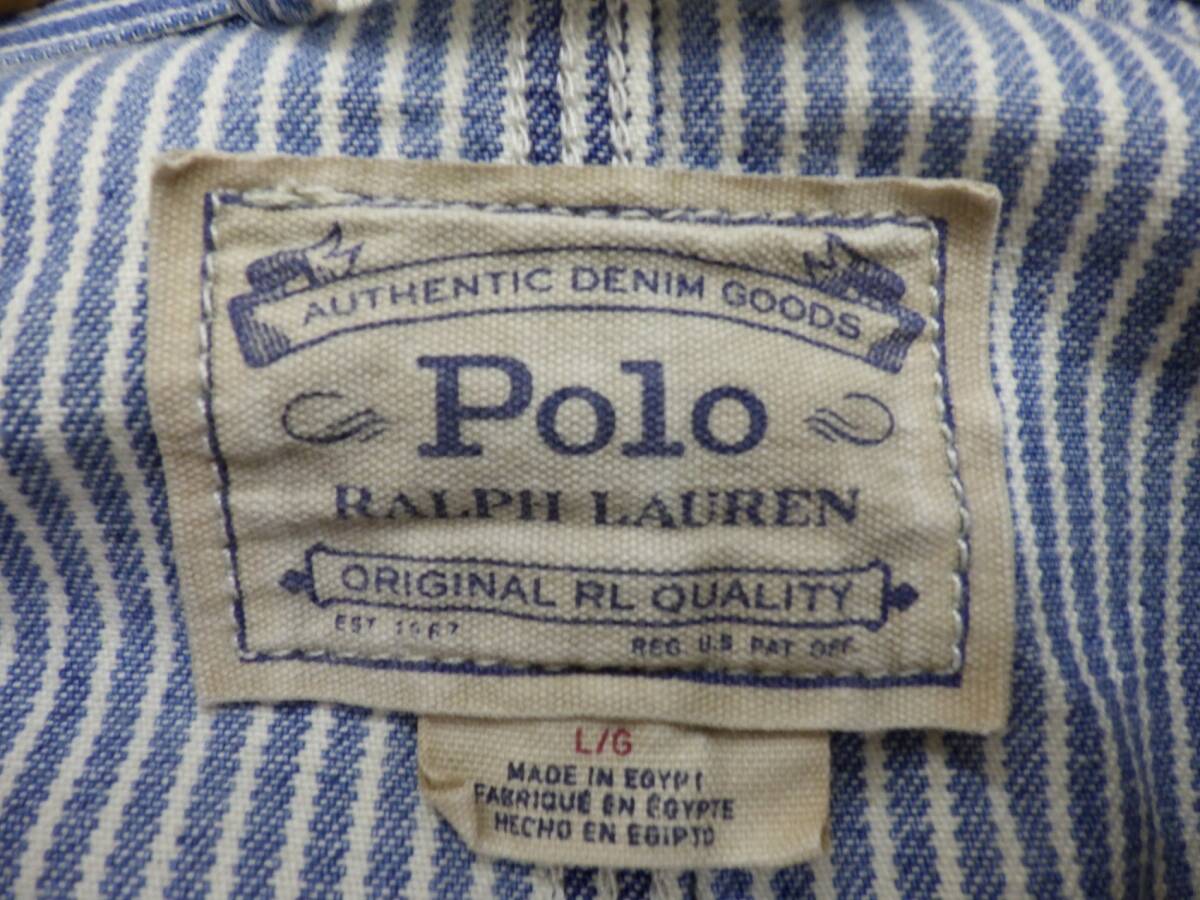 AUTHENTIC DENIM GOODS
Polo
RALPH LAUREN
ORIGINAL RL QUALITY
EST. 1967
REG. U.S. PAT. OFF.
L/G
MADE IN EGYPT
FABRIQUÉ EN ÉGYPTE
HECHO EN EGIPTO